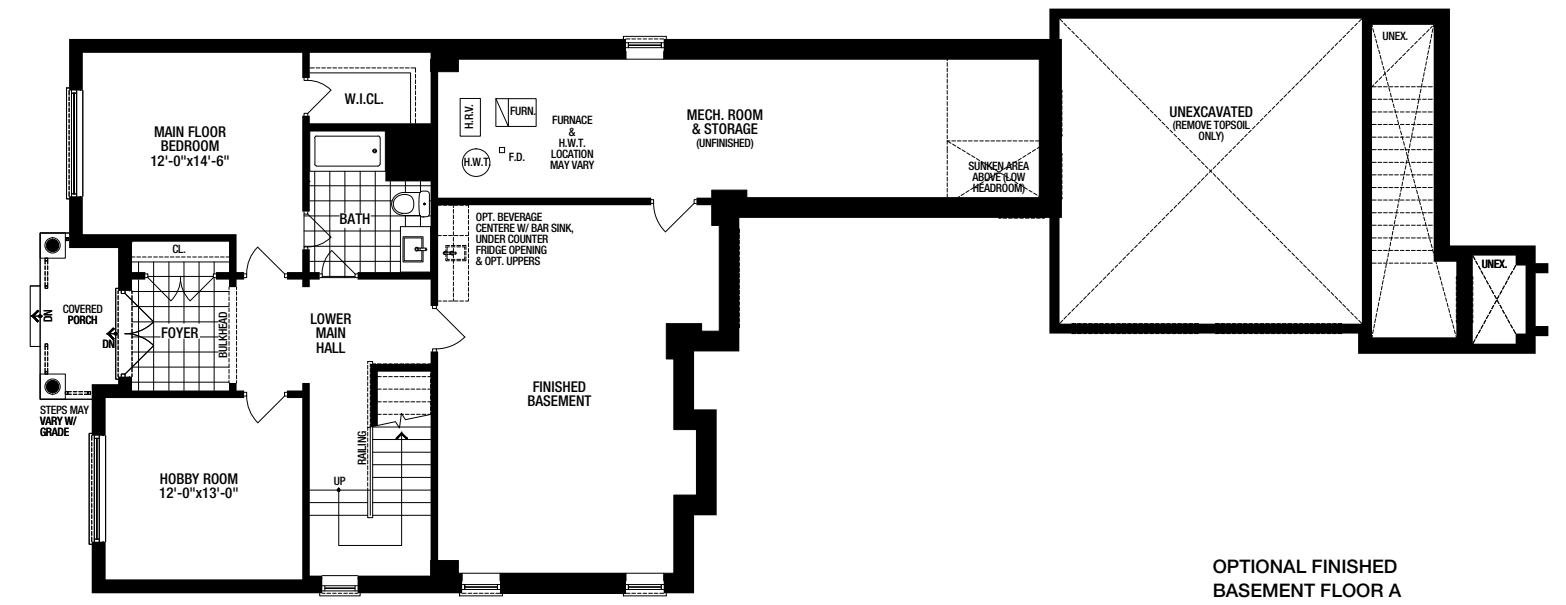 UNEX.
W.I.CL.
MAIN FLOOR
BEDROOM
12'-0"x14'-6"
H.R.V.
FURN.
H.W.T
F.D.
FURNACE
&
H.W.T.
LOCATION
MAY VARY
MECH. ROOM
& STORAGE
(UNFINISHED)
SUNKEN AREA
ABOVE (LOW
HEADROOM)
UNEXCAVATED
(REMOVE TOPSOIL
ONLY)
BATH
OPT. BEVERAGE
CENTERE W/ BAR SINK,
UNDER COUNTER
FRIDGE OPENING
& OPT. UPPERS
CL.
UNEX.
DN
COVERED
PORCH
DN
FOYER
BULKHEAD
LOWER
MAIN
HALL
FINISHED
BASEMENT
STEPS MAY
VARY W/
GRADE
RAILING
UP
HOBBY ROOM
12'-0"x13'-0"
OPTIONAL FINISHED
BASEMENT FLOOR A